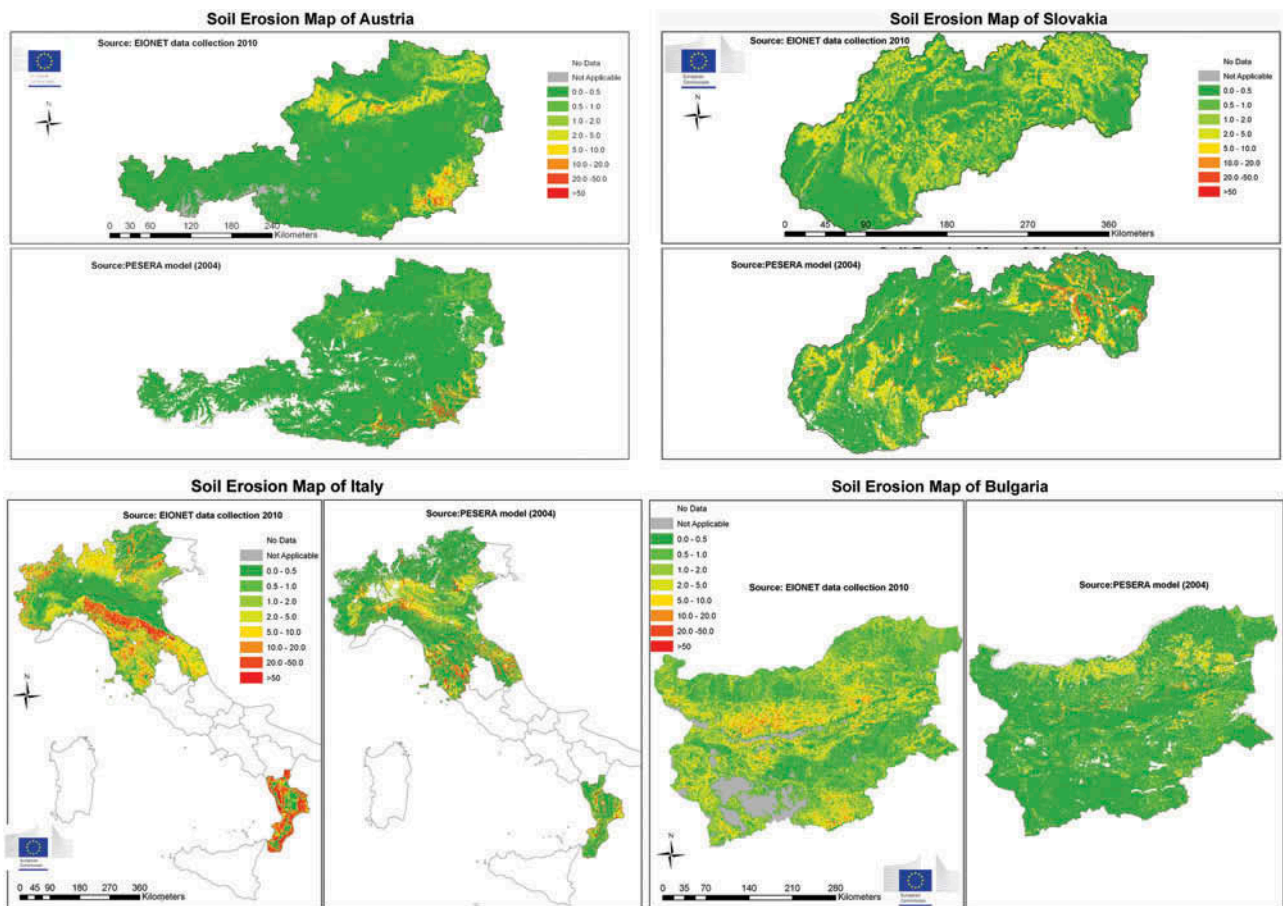 Soil Erosion Map of Austria
Source: EIONET data collection 2010
N
No Data
Not Applicable
0.0 - 0.5
0.5 - 1.0
1.0 - 2.0
2.0 - 5.0
5.0 - 10.0
10.0 - 20.0
20.0 -50.0
>50
0 30 60 120 180 240
Kilometers
Source:PESERA model (2004)
Soil Erosion Map of Slovakia
Source: EIONET data collection 2010
European
Commission
N
No Data
Not Applicable
0.0 - 0.5
0.5 - 1.0
1.0 - 2.0
2.0 - 5.0
5.0 - 10.0
10.0 - 20.0
20.0 -50.0
>50
0 45 90 180 270 360
Kilometers
Source:PESERA model (2004)
Soil Erosion Map of Italy
Source: EIONET data collection 2010
No Data
Not Applicable
0.0 - 0.5
0.5 - 1.0
1.0 - 2.0
2.0 - 5.0
5.0 - 10.0
10.0 - 20.0
20.0 -50.0
>50
N
European
Commission
0 45 90 180 270 360
Kilometers
Source:PESERA model (2004)
Soil Erosion Map of Bulgaria
No Data
Not Applicable
0.0 - 0.5
0.5 - 1.0
1.0 - 2.0
2.0 - 5.0
5.0 - 10.0
10.0 - 20.0
20.0 -50.0
>50
Source: EIONET data collection 2010
N
European
Commission
0 35 70 140 210 280
Kilometers
Source:PESERA model (2004)